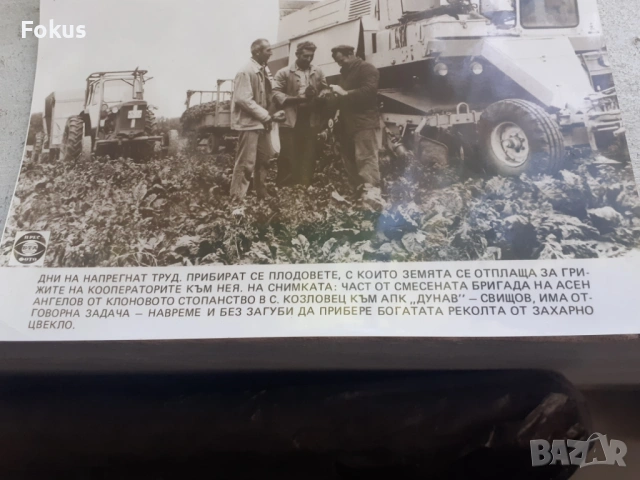 Fokus
БТА
ФОТО
ДНИ НА НАПРЕГНАТ ТРУД. ПРИБИРАТ СЕ ПЛОДОВЕТЕ, С КОИТО ЗЕМЯТА СЕ ОТПЛАЩА ЗА ГРИ-
ЖИТЕ НА КООПЕРАТОРИТЕ КЪМ НЕЯ. НА СНИМКАТА: ЧАСТ ОТ СМЕСЕНАТА БРИГАДА НА АСЕН
АНГЕЛОВ ОТ КЛОНОВОТО СТОПАНСТВО В С. КОЗЛОВЕЦ КЪМ АПК „ДУНАВ" – СВИЩОВ, ИМА ОТ-
ГОВОРНА ЗАДАЧА – НАВРЕМЕ И БЕЗ ЗАГУБИ ДА ПРИБЕРЕ БОГАТАТА РЕКОЛТА ОТ ЗАХАРНО
ЦВЕКЛО.
BAZAR